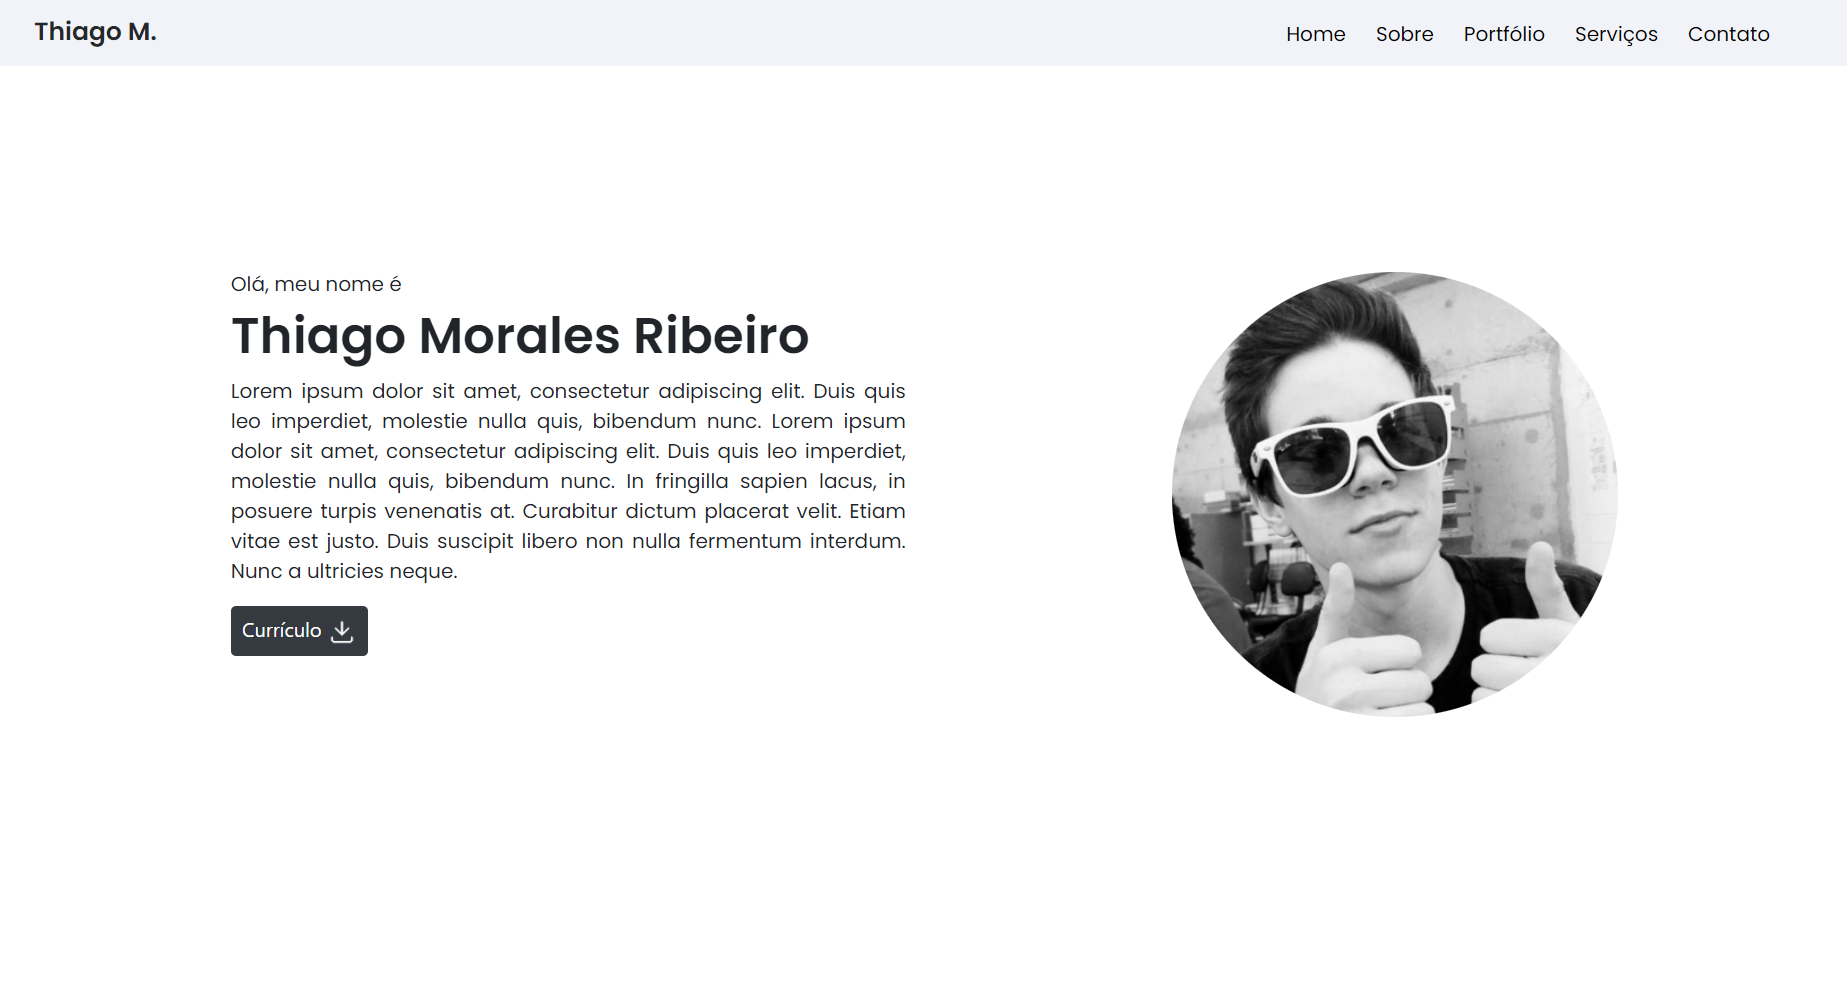 Thiago M.
Home Sobre Portfólio Serviços Contato
Olá, meu nome é
Thiago Morales Ribeiro
Lorem ipsum dolor sit amet, consectetur adipiscing elit. Duis quis
leo imperdiet, molestie nulla quis, bibendum nunc. Lorem ipsum
dolor sit amet, consectetur adipiscing elit. Duis quis leo imperdiet,
molestie nulla quis, bibendum nunc. In fringilla sapien lacus, in
posuere turpis venenatis at. Curabitur dictum placerat velit. Etiam
vitae est justo. Duis suscipit libero non nulla fermentum interdum.
Nunc a ultricies neque.
Currículo